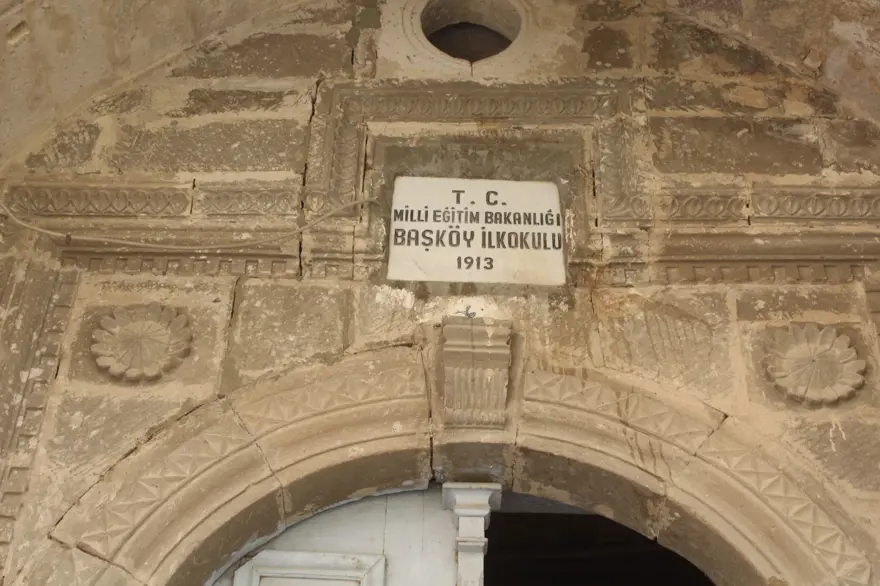 T. C.
MİLLİ EĞİTİM BAKANLIĞI
BAŞKÖY İLKOKULU
1913